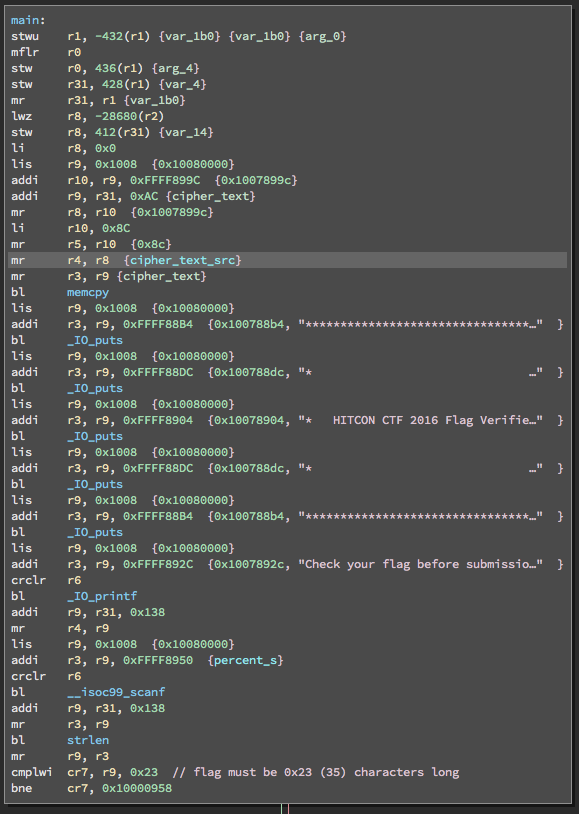 main:
stwu r1, -432(r1) {var_1b0} {var_1b0} {arg_0}
mflr r0
stw r0, 436(r1) {arg_4}
stw r31, 428(r1) {var_4}
mr r31, r1 {var_1b0}
lwz r8, -28680(r2)
stw r8, 412(r31) {var_14}
li r8, 0x0
lis r9, 0x1008 {0x10080000}
addi r10, r9, 0xFFFF899C {0x1007899c}
addi r9, r31, 0xAC {cipher_text}
mr r8, r10 {0x1007899c}
li r10, 0x8C
mr r5, r10 {0x8c}
mr r4, r8 {cipher_text_src}
mr r3, r9 {cipher_text}
bl memcpy
lis r9, 0x1008 {0x10080000}
addi r3, r9, 0xFFFF88B4 {0x100788b4, "********************************…" }
bl _IO_puts
lis r9, 0x1008 {0x10080000}
addi r3, r9, 0xFFFF88DC {0x100788dc, "* …" }
bl _IO_puts
lis r9, 0x1008 {0x10080000}
addi r3, r9, 0xFFFF8904 {0x10078904, "* HITCON CTF 2016 Flag Verifie…" }
bl _IO_puts
lis r9, 0x1008 {0x10080000}
addi r3, r9, 0xFFFF88DC {0x100788dc, "* …" }
bl _IO_puts
lis r9, 0x1008 {0x10080000}
addi r3, r9, 0xFFFF88B4 {0x100788b4, "********************************…" }
bl _IO_puts
lis r9, 0x1008 {0x10080000}
addi r3, r9, 0xFFFF892C {0x1007892c, "Check your flag before submissio…" }
crclr r6
bl _IO_printf
addi r9, r31, 0x138
mr r4, r9
lis r9, 0x1008 {0x10080000}
addi r3, r9, 0xFFFF8950 {percent_s}
crclr r6
bl __isoc99_scanf
addi r9, r31, 0x138
mr r3, r9
bl strlen
mr r9, r3
cmplwi cr7, r9, 0x23 // flag must be 0x23 (35) characters long
bne cr7, 0x10000958